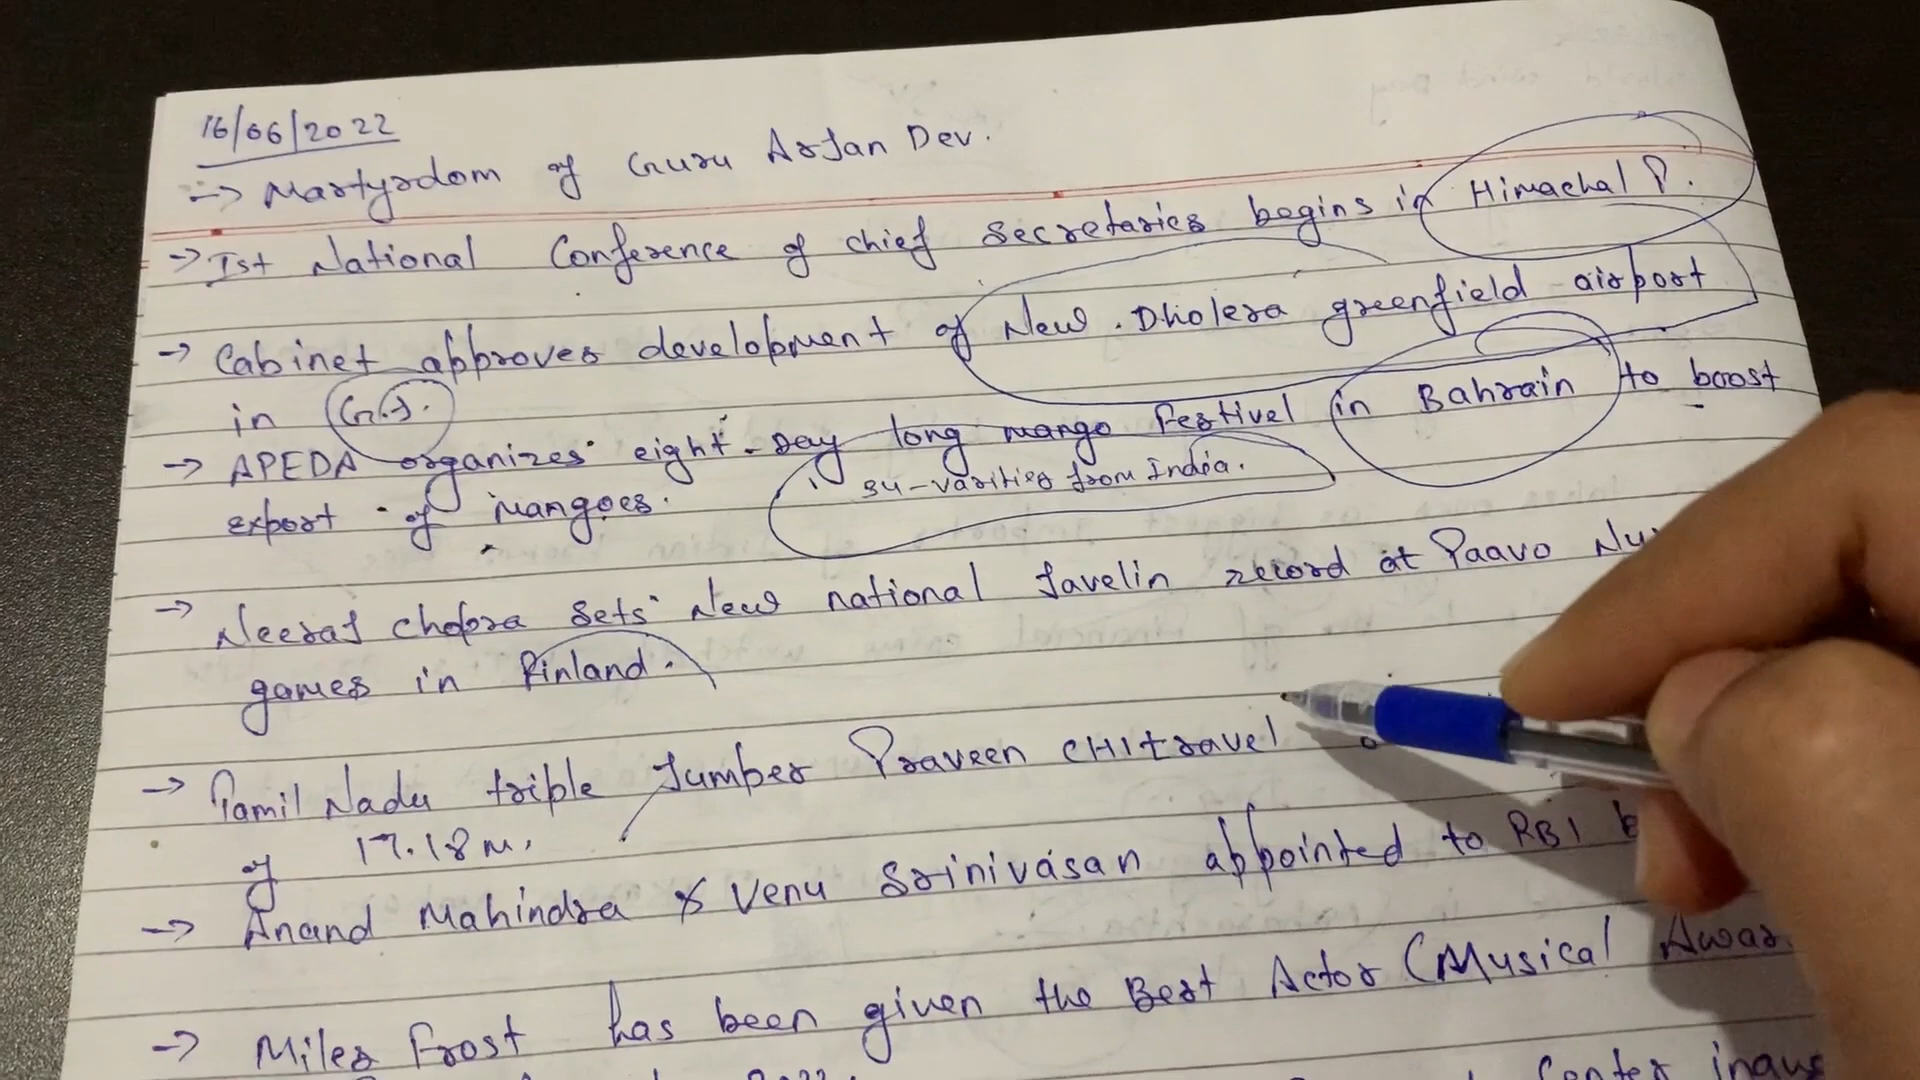 16/06/2022
-> Martyrdom of Guru Arjan Dev.
-> Ist National Conference of chief secretaries begins in Himachal P.
-> Cabinet approves development of New Dholera greenfield airport
in GJ.
-> APEDA organizes eight-Day long mango festivel in Bahrain to boost
export of Mangoes. 34-varities from India.
-> Neeraj chopra sets New national Javelin record at Paavo
games in Finland.
-> Tamil Nadu triple Jumper Praveen CHItravel
of 17.18m.
-> Anand Mahindra & Venu Srinivasan appointed to RBI
-> Miles Frost has been given the Best Actor (Musical
2022.
Center